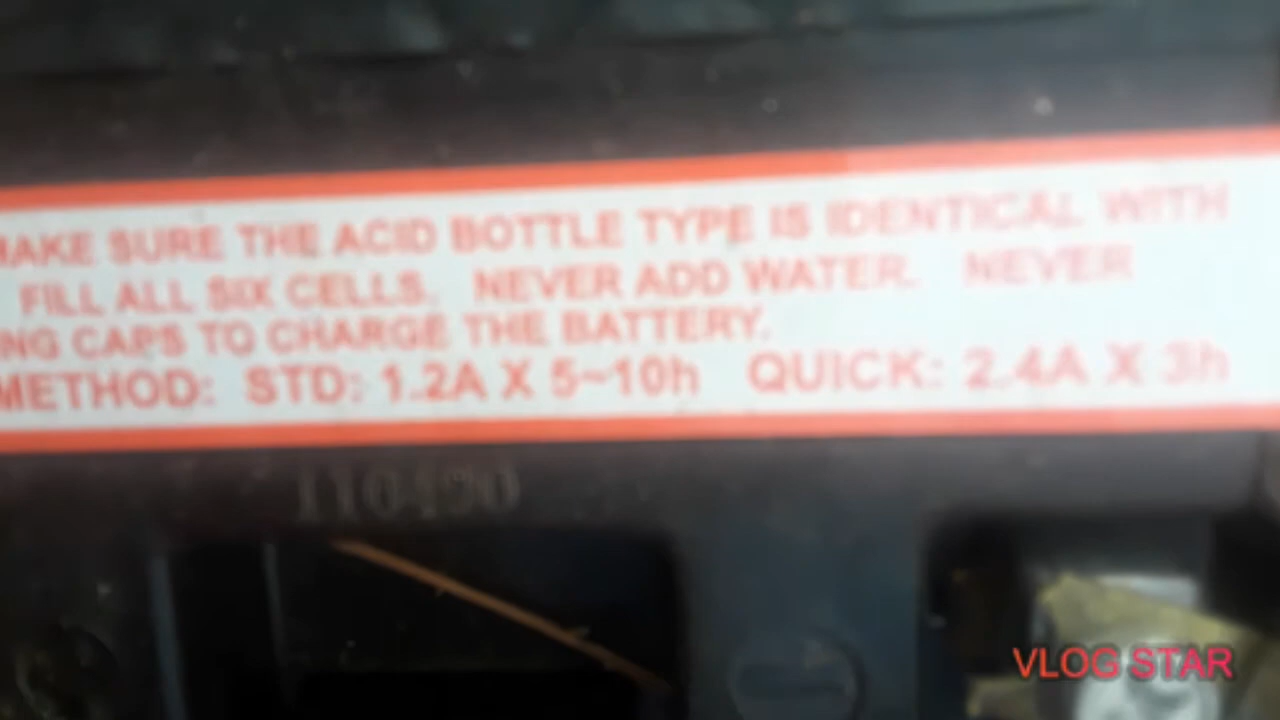 MAKE SURE THE ACID BOTTLE TYPE IS IDENTICAL WITH
FILL ALL SIX CELLS. NEVER ADD WATER. NEVER
NG CAPS TO CHARGE THE BATTERY.
METHOD: STD: 1.2A X 5~10h QUICK: 2.4A X 3h
VLOG STAR